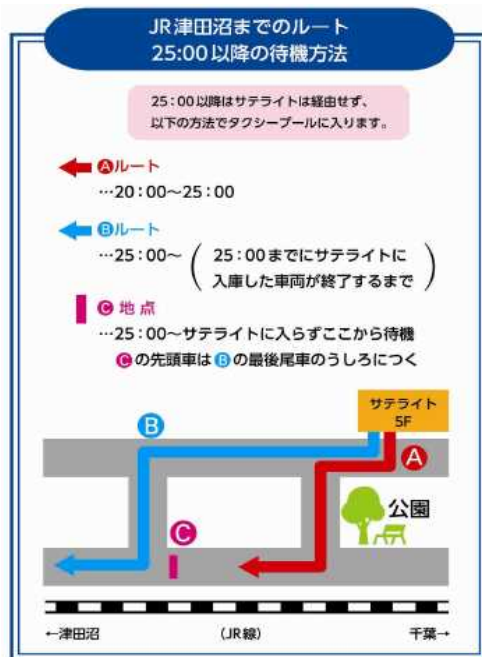 JR津田沼までのルート
25:00以降の待機方法
25:00以降はサテライトは経由せず、
以下の方法でタクシープールに入ります。
Aルート
…20:00〜25:00
Bルート
…25:00〜(25:00までにサテライトに
入庫した車両が終了するまで)
C地点
…25:00〜サテライトに入らずここから待機
Cの先頭車はBの最後尾車のうしろにつく
サテライト
5F
B
A
公園
C
←津田沼 (JR線) 千葉→